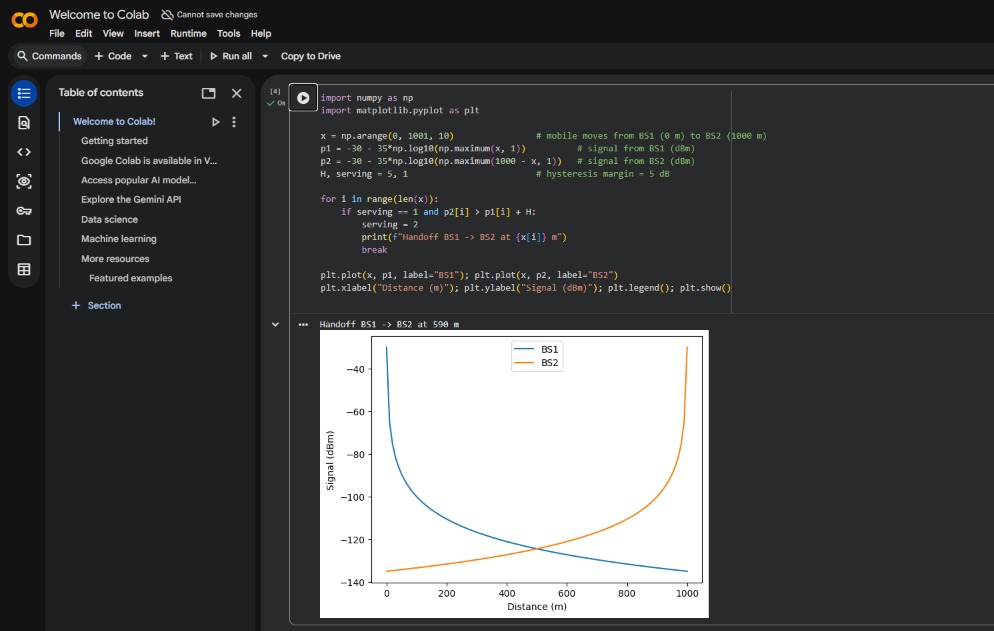 Welcome to Colab
Cannot save changes
File Edit View Insert Runtime Tools Help
Commands + Code + Text Run all Copy to Drive
Table of contents
Welcome to Colab!
Getting started
Google Colab is available in V...
Access popular AI model...
Explore the Gemini API
Data science
Machine learning
More resources
Featured examples
+ Section
[4]
0s
import numpy as np
import matplotlib.pyplot as plt
x = np.arange(0, 1001, 10) # mobile moves from BS1 (0 m) to BS2 (1000 m)
p1 = -30 - 35*np.log10(np.maximum(x, 1)) # signal from BS1 (dBm)
p2 = -30 - 35*np.log10(np.maximum(1000 - x, 1)) # signal from BS2 (dBm)
H, serving = 5, 1 # hysteresis margin = 5 dB
for i in range(len(x)):
    if serving == 1 and p2[i] > p1[i] + H:
        serving = 2
        print(f"Handoff BS1 -> BS2 at {x[i]} m")
        break
plt.plot(x, p1, label="BS1"); plt.plot(x, p2, label="BS2")
plt.xlabel("Distance (m)"); plt.ylabel("Signal (dBm)"); plt.legend(); plt.show()
Handoff BS1 -> BS2 at 590 m
BS1
BS2
Signal (dBm)
−40
−60
−80
−100
−120
−140
0 200 400 600 800 1000
Distance (m)